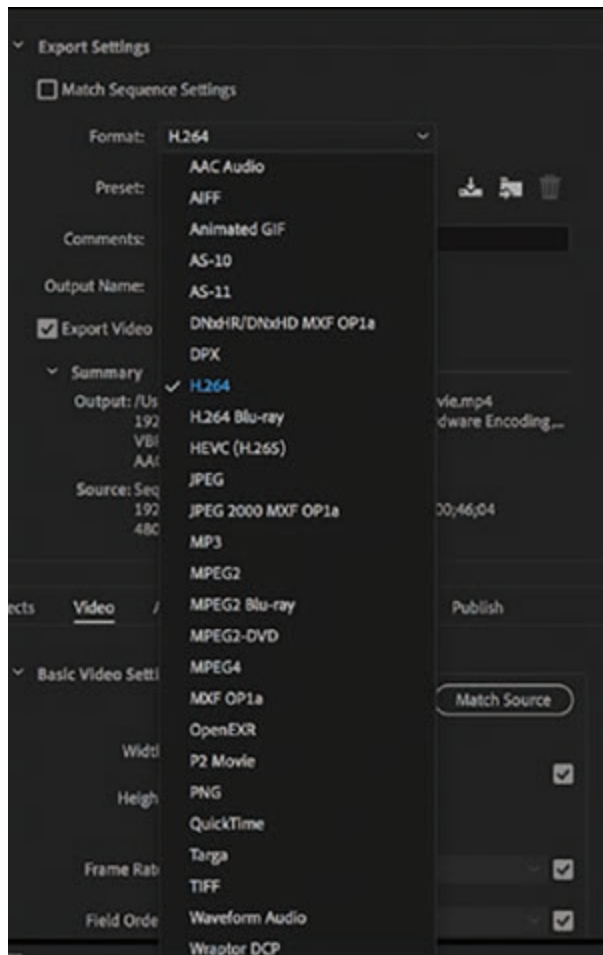 Export Settings
Match Sequence Settings
Format: H.264
AAC Audio
Preset:
AIFF
Animated GIF
Comments:
AS-10
Output Name:
AS-11
Export Video
DNxHR/DNxHD MXF OP1a
DPX
Summary
H.264
Output: /Us vie.mp4
192 dware Encoding,...
H.264 Blu-ray
VBR
HEVC (H.265)
AAC
JPEG
Source: Seq
192 JPEG 2000 MXF OP1a 00;46;04
480
MP3
MPEG2
ects Video MPEG2 Blu-ray Publish
MPEG2-DVD
MPEG4
Basic Video Setti
MXF OP1a Match Source
OpenEXR
Widtl
P2 Movie
PNG
Heigh
QuickTime
Targa
Frame Rat
TIFF
Waveform Audio
Field Orde
Wraptor DCP